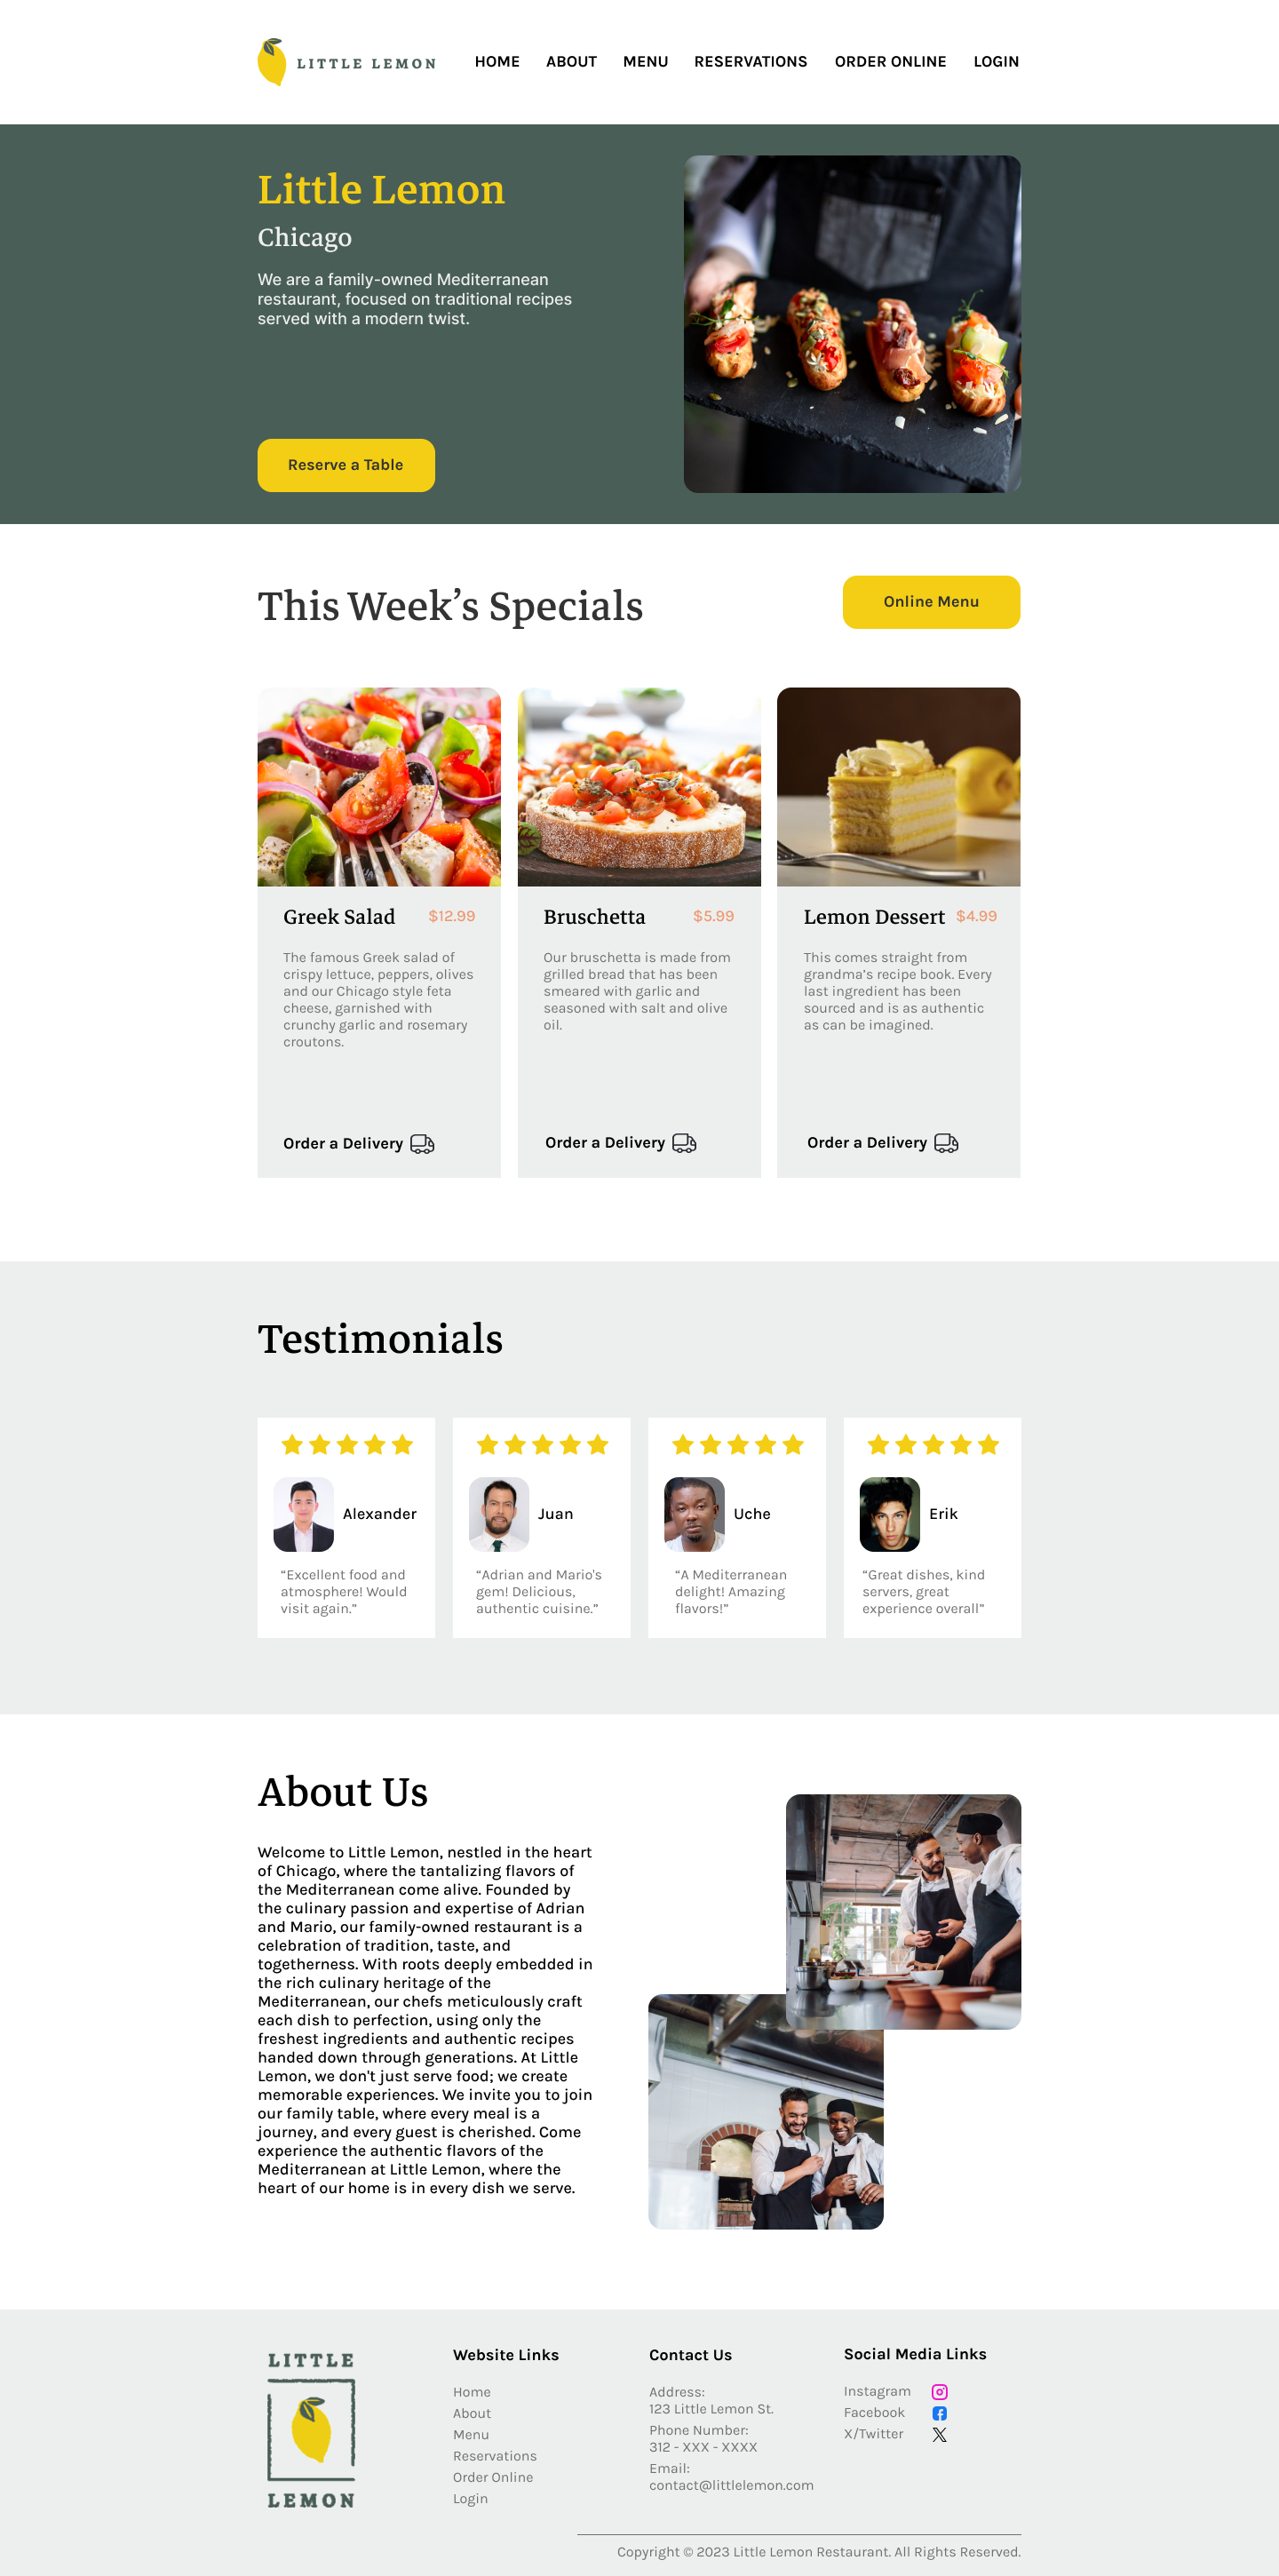 LITTLE LEMON
HOME ABOUT MENU RESERVATIONS ORDER ONLINE LOGIN
Little Lemon
Chicago
We are a family-owned Mediterranean
restaurant, focused on traditional recipes
served with a modern twist.
Reserve a Table
This Week’s Specials
Online Menu
Greek Salad $12.99
The famous Greek salad of
crispy lettuce, peppers, olives
and our Chicago style feta
cheese, garnished with
crunchy garlic and rosemary
croutons.
Order a Delivery
Bruschetta $5.99
Our bruschetta is made from
grilled bread that has been
smeared with garlic and
seasoned with salt and olive
oil.
Order a Delivery
Lemon Dessert $4.99
This comes straight from
grandma’s recipe book. Every
last ingredient has been
sourced and is as authentic
as can be imagined.
Order a Delivery
Testimonials
Alexander
“Excellent food and
atmosphere! Would
visit again.”
Juan
“Adrian and Mario's
gem! Delicious,
authentic cuisine.”
Uche
“A Mediterranean
delight! Amazing
flavors!”
Erik
“Great dishes, kind
servers, great
experience overall”
About Us
Welcome to Little Lemon, nestled in the heart
of Chicago, where the tantalizing flavors of
the Mediterranean come alive. Founded by
the culinary passion and expertise of Adrian
and Mario, our family-owned restaurant is a
celebration of tradition, taste, and
togetherness. With roots deeply embedded in
the rich culinary heritage of the
Mediterranean, our chefs meticulously craft
each dish to perfection, using only the
freshest ingredients and authentic recipes
handed down through generations. At Little
Lemon, we don't just serve food; we create
memorable experiences. We invite you to join
our family table, where every meal is a
journey, and every guest is cherished. Come
experience the authentic flavors of the
Mediterranean at Little Lemon, where the
heart of our home is in every dish we serve.
LITTLE
LEMON
Website Links
Home
About
Menu
Reservations
Order Online
Login
Contact Us
Address:
123 Little Lemon St.
Phone Number:
312 - XXX - XXXX
Email:
contact@littlelemon.com
Social Media Links
Instagram
Facebook
X/Twitter
Copyright © 2023 Little Lemon Restaurant. All Rights Reserved.